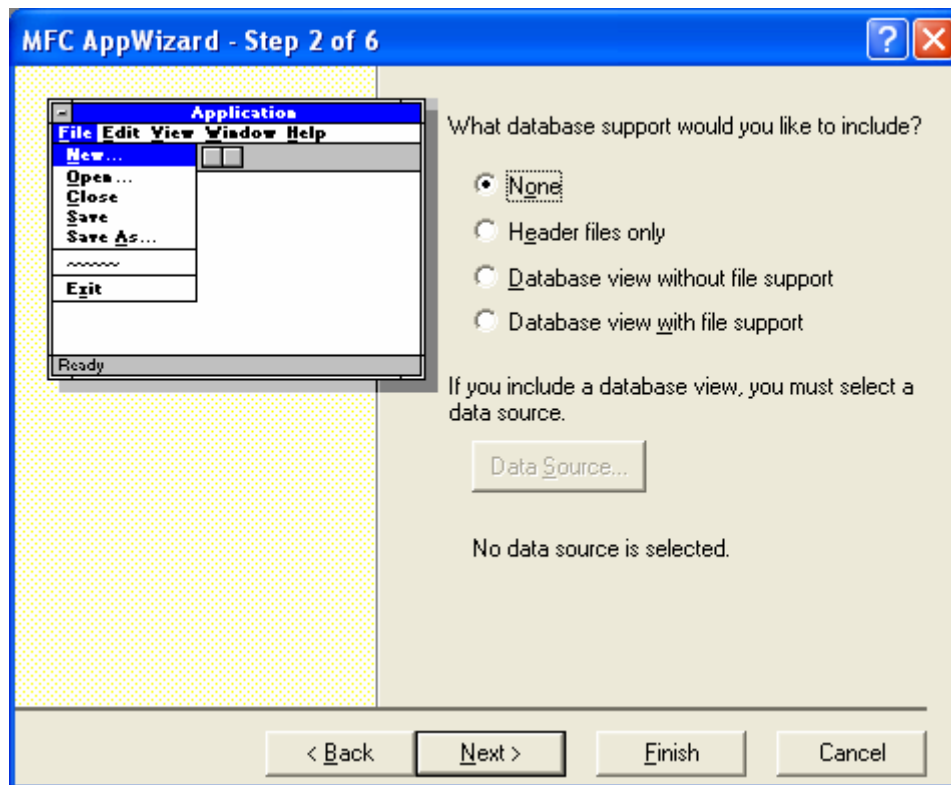 MFC AppWizard - Step 2 of 6
Application
File Edit View Window Help
New...
Open ...
Close
Save
Save As...
Exit
Ready
What database support would you like to include?
None
Header files only
Database view without file support
Database view with file support
If you include a database view, you must select a
data source.
Data Source...
No data source is selected.
< Back Next > Finish Cancel